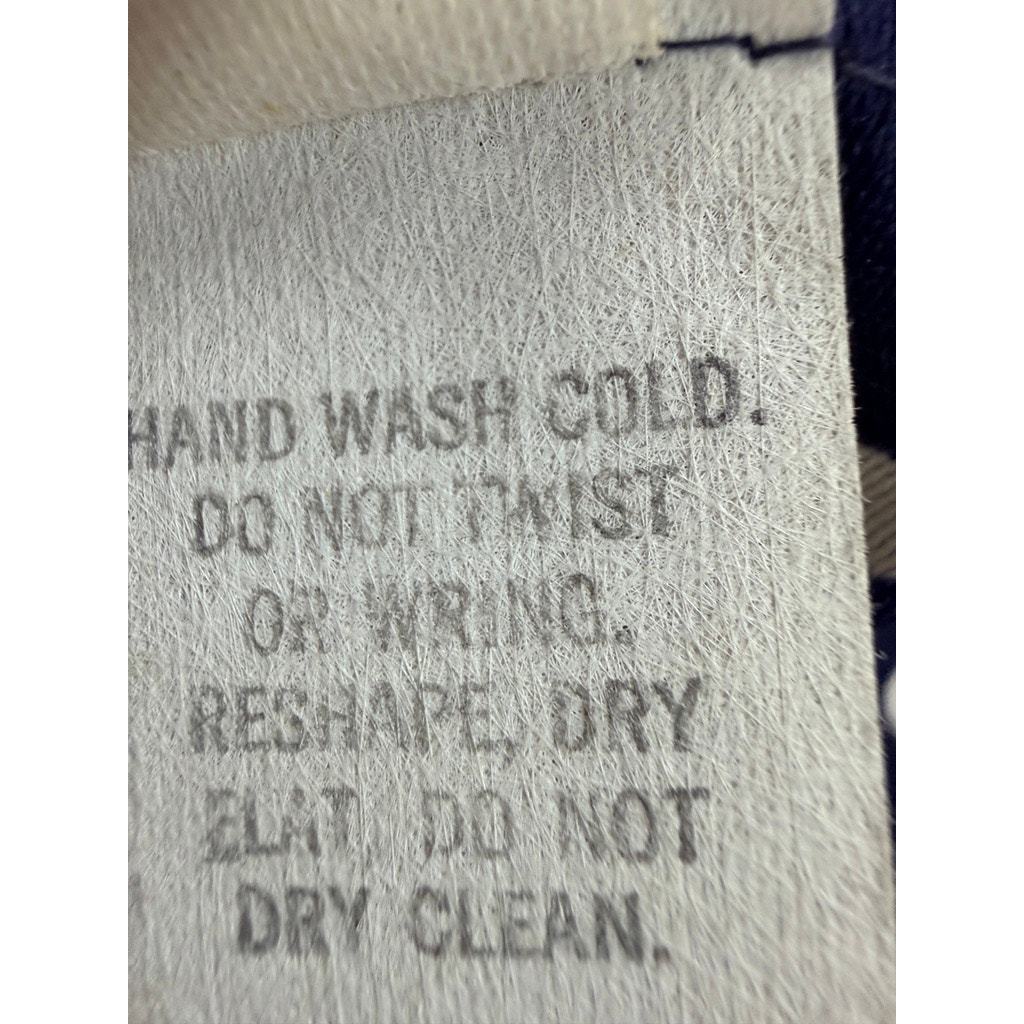 HAND WASH COLD.
DO NOT TWIST
OR WRING.
RESHAPE, DRY
FLAT, DO NOT
DRY CLEAN.